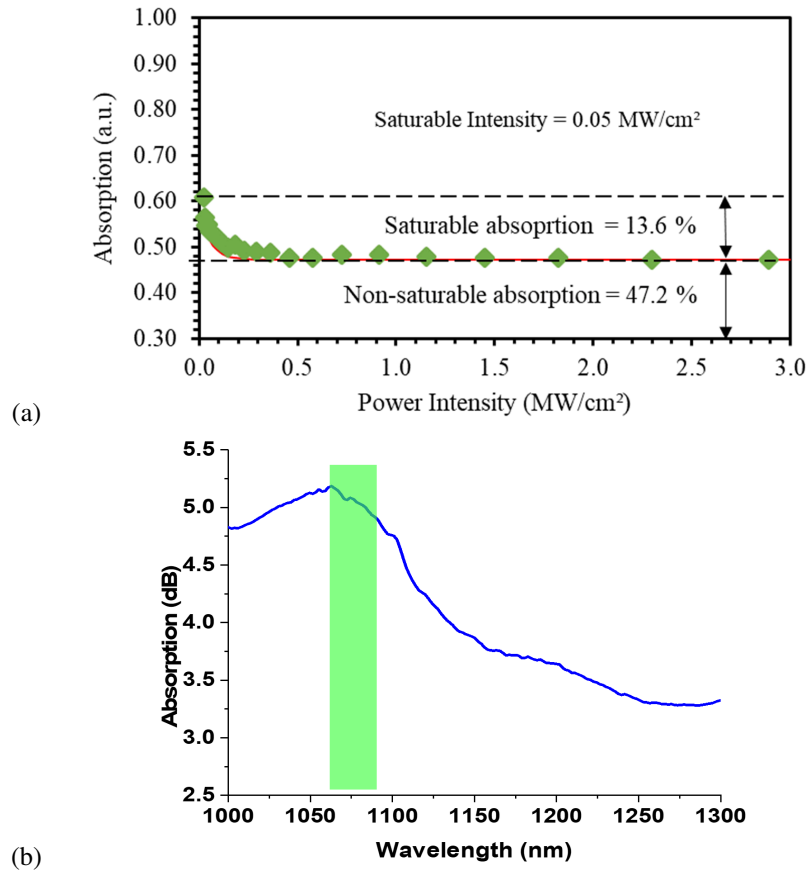 1.00
0.90
0.80
0.70
0.60
0.50
0.40
0.30
Absorption (a.u.)
Saturable Intensity = 0.05 MW/cm²
Saturable absoprtion = 13.6 %
Non-saturable absorption = 47.2 %
0.0 0.5 1.0 1.5 2.0 2.5 3.0
Power Intensity (MW/cm²)
(a)
5.5
5.0
4.5
4.0
3.5
3.0
2.5
Absorption (dB)
1000 1050 1100 1150 1200 1250 1300
Wavelength (nm)
(b)